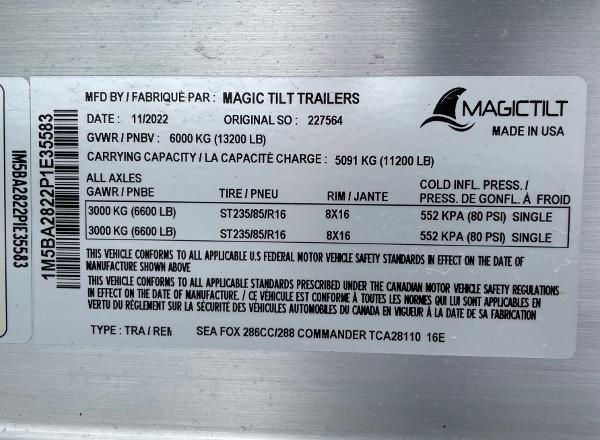 MFD BY / FABRIQUÉ PAR : MAGIC TILT TRAILERS
DATE : 11/2022 ORIGINAL SO : 227564
GVWR / PNBV : 6000 KG (13200 LB)
CARRYING CAPACITY / LA CAPACITÉ CHARGE : 5091 KG (11200 LB)
MAGICTILT
MADE IN USA
ALL AXLES
GAWR / PNBE TIRE / PNEU RIM / JANTE COLD INFL. PRESS. / PRESS. DE GONFL. À FROID
3000 KG (6600 LB) ST235/85/R16 8X16 552 KPA (80 PSI) SINGLE
3000 KG (6600 LB) ST235/85/R16 8X16 552 KPA (80 PSI) SINGLE
THIS VEHICLE CONFORMS TO ALL APPLICABLE U.S FEDERAL MOTOR VEHICLE SAFETY STANDARDS IN EFFECT ON THE DATE OF
MANUFACTURE SHOWN ABOVE.
THIS VEHICLE CONFORMS TO ALL APPLICABLE STANDARDS PRESCRIBED UNDER THE CANADIAN MOTOR VEHICLE SAFETY REGULATIONS
IN EFFECT ON THE DATE OF MANUFACTURE / CE VÉHICULE EST CONFORME À TOUTES LES NORMES QUI LUI SONT APPLICABLES EN
VERTU DU RÈGLEMENT SUR LA SÉCURITÉ DES VÉHICULES AUTOMOBILES DU CANADA EN VIGUEUR À LA DATE DE SA FABRICATION
TYPE : TRA / REM SEA FOX 286CC/288 COMMANDER TCA28110 16E
1M5BA2822P1E35583
1M5BA2822P1E35583